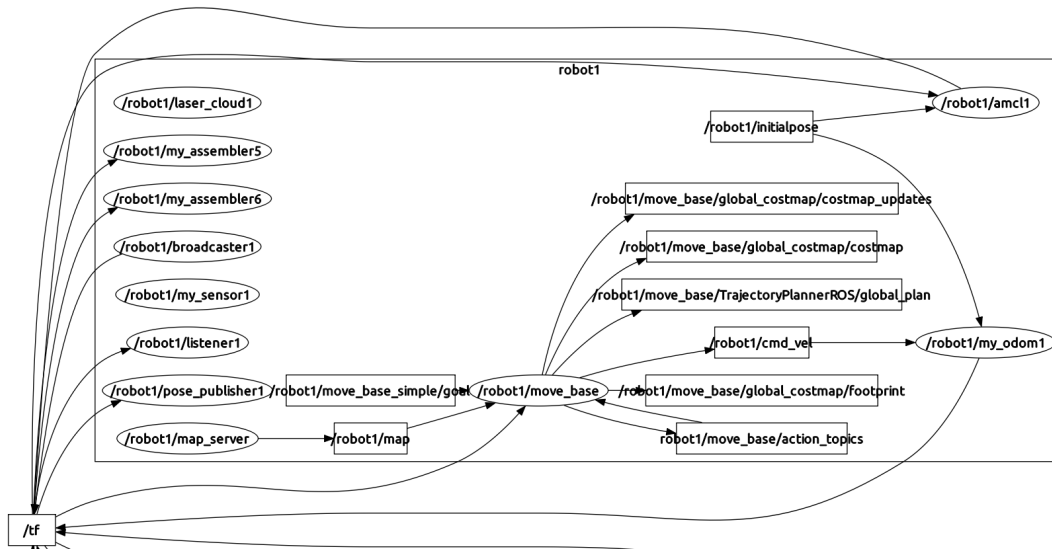 robot1
/robot1/laser_cloud1
/robot1/amcl1
/robot1/initialpose
/robot1/my_assembler5
/robot1/my_assembler6
/robot1/move_base/global_costmap/costmap_updates
/robot1/broadcaster1
/robot1/move_base/global_costmap/costmap
/robot1/my_sensor1
/robot1/move_base/TrajectoryPlannerROS/global_plan
/robot1/listener1
/robot1/cmd_vel
/robot1/my_odom1
/robot1/pose_publisher1
/robot1/move_base_simple/goal
/robot1/move_base
/robot1/move_base/global_costmap/footprint
/robot1/map_server
/robot1/map
robot1/move_base/action_topics
/tf